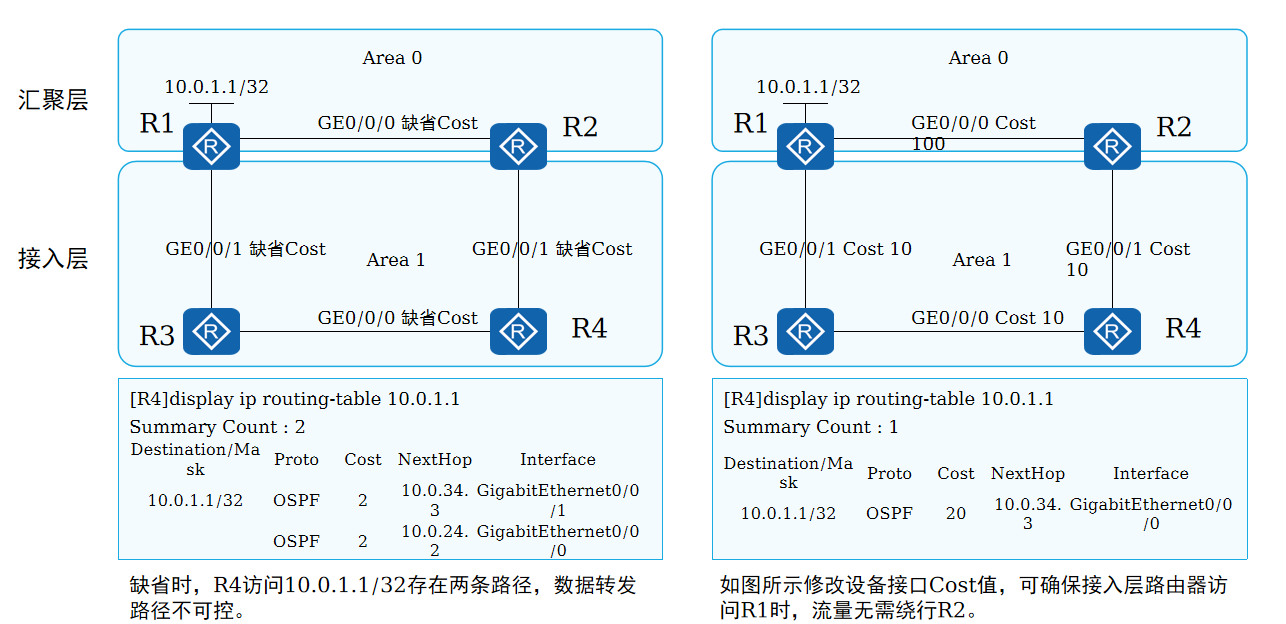 汇聚层
接入层
Area 0
10.0.1.1/32
R1
GE0/0/0 缺省Cost
R2
GE0/0/1 缺省Cost
Area 1
GE0/0/1 缺省Cost
R3
GE0/0/0 缺省Cost
R4
[R4]display ip routing-table 10.0.1.1
Summary Count : 2
Destination/Ma
sk
Proto
Cost
NextHop
Interface
10.0.1.1/32
OSPF
2
10.0.34.
3
GigabitEthernet0/0
/1
OSPF
2
10.0.24.
2
GigabitEthernet0/0
/0
缺省时，R4访问10.0.1.1/32存在两条路径，数据转发
路径不可控。
Area 0
10.0.1.1/32
R1
GE0/0/0 Cost
100
R2
GE0/0/1 Cost 10
Area 1
GE0/0/1 Cost
10
R3
GE0/0/0 Cost 10
R4
[R4]display ip routing-table 10.0.1.1
Summary Count : 1
Destination/Ma
sk
Proto
Cost
NextHop
Interface
10.0.1.1/32
OSPF
20
10.0.34.
3
GigabitEthernet0/0
/0
如图所示修改设备接口Cost值，可确保接入层路由器访
问R1时，流量无需绕行R2。